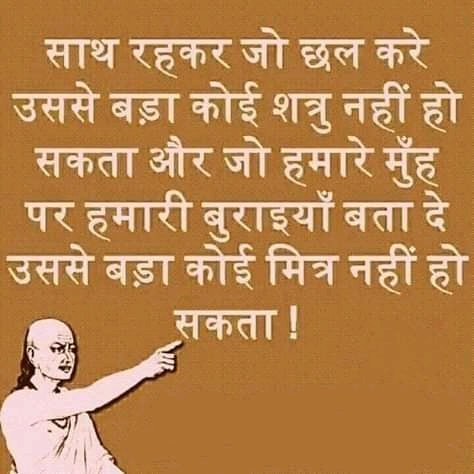 साथ रहकर जो छल करे
उससे बड़ा कोई शत्रु नहीं हो
सकता और जो हमारे मुँह
पर हमारी बुराइयाँ बता दे
उससे बड़ा कोई मित्र नहीं हो
सकता !